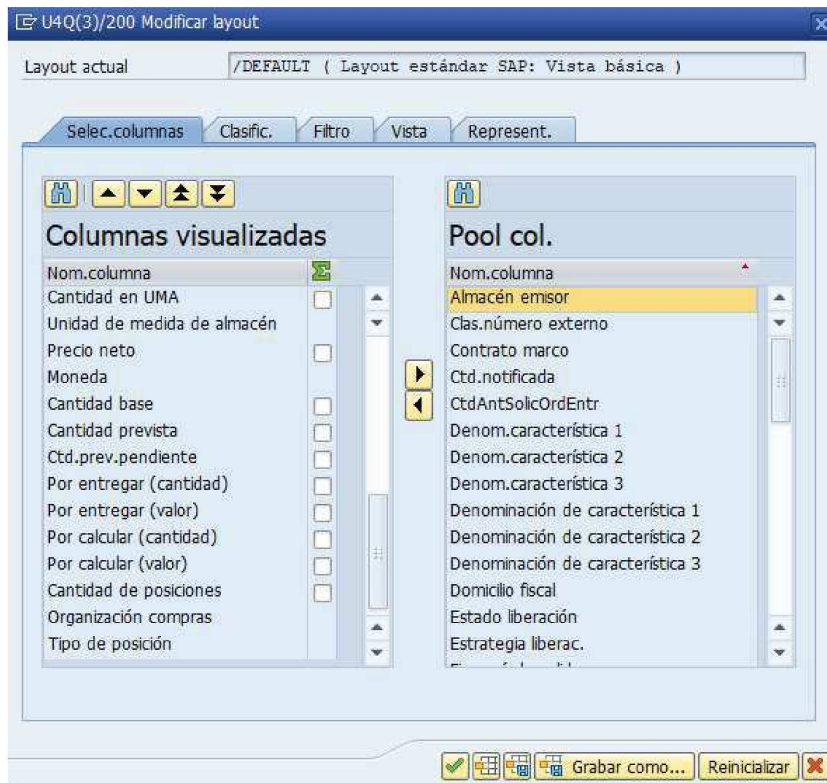 U4Q(3)/200 Modificar layout
Layout actual
/DEFAULT ( Layout estándar SAP: Vista básica )
Selec.columnas
Clasific.
Filtro
Vista
Represent.
Columnas visualizadas
Nom.columna
Cantidad en UMA
Unidad de medida de almacén
Precio neto
Moneda
Cantidad base
Cantidad prevista
Ctd.prev.pendiente
Por entregar (cantidad)
Por entregar (valor)
Por calcular (cantidad)
Por calcular (valor)
Cantidad de posiciones
Organización compras
Tipo de posición
Pool col.
Nom.columna
Almacén emisor
Clas.número externo
Contrato marco
Ctd.notificada
CtdAntSolicOrdEntr
Denom.característica 1
Denom.característica 2
Denom.característica 3
Denominación de característica 1
Denominación de característica 2
Denominación de característica 3
Domicilio fiscal
Estado liberación
Estrategia liberac.
Grabar como...
Reinicializar